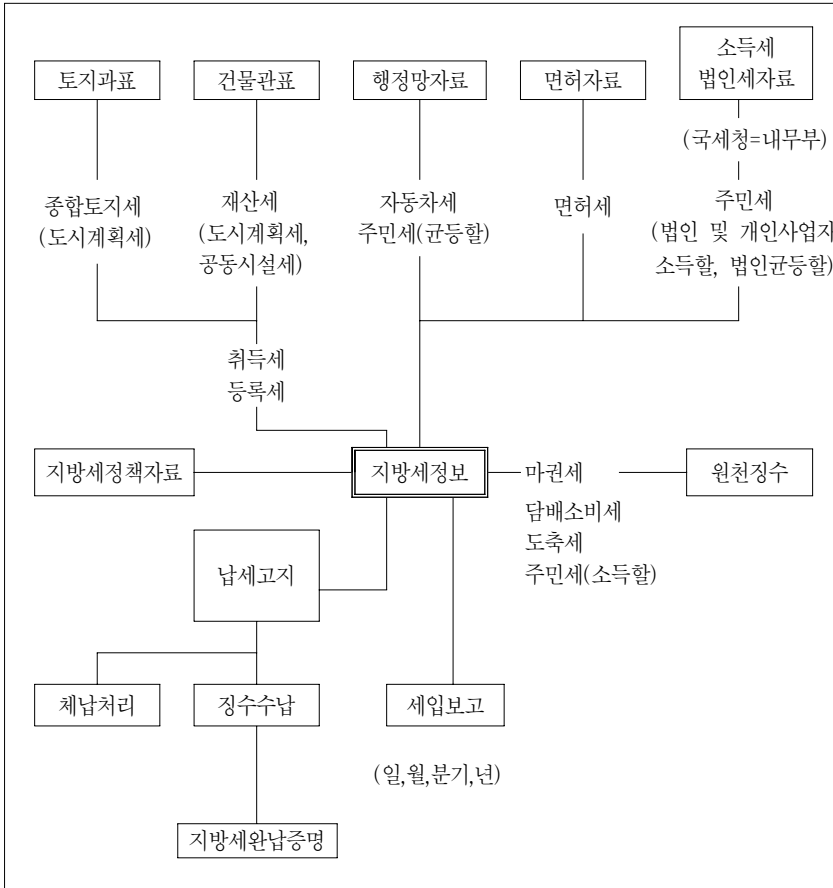 소득세
법인세자료
토지과표
건물관표
행정망자료
면허자료
(국세청=내무부)
종합토지세
(도시계획세)
재산세
(도시계획세,
공동시설세)
자동차세
주민세(균등할)
면허세
주민세
(법인 및 개인사업자
소득할, 법인균등할)
취득세
등록세
지방세정책자료
지방세정보
마권세
담배소비세
도축세
주민세(소득할)
원천징수
납세고지
체납처리
징수수납
세입보고
(일,월,분기,년)
지방세완납증명